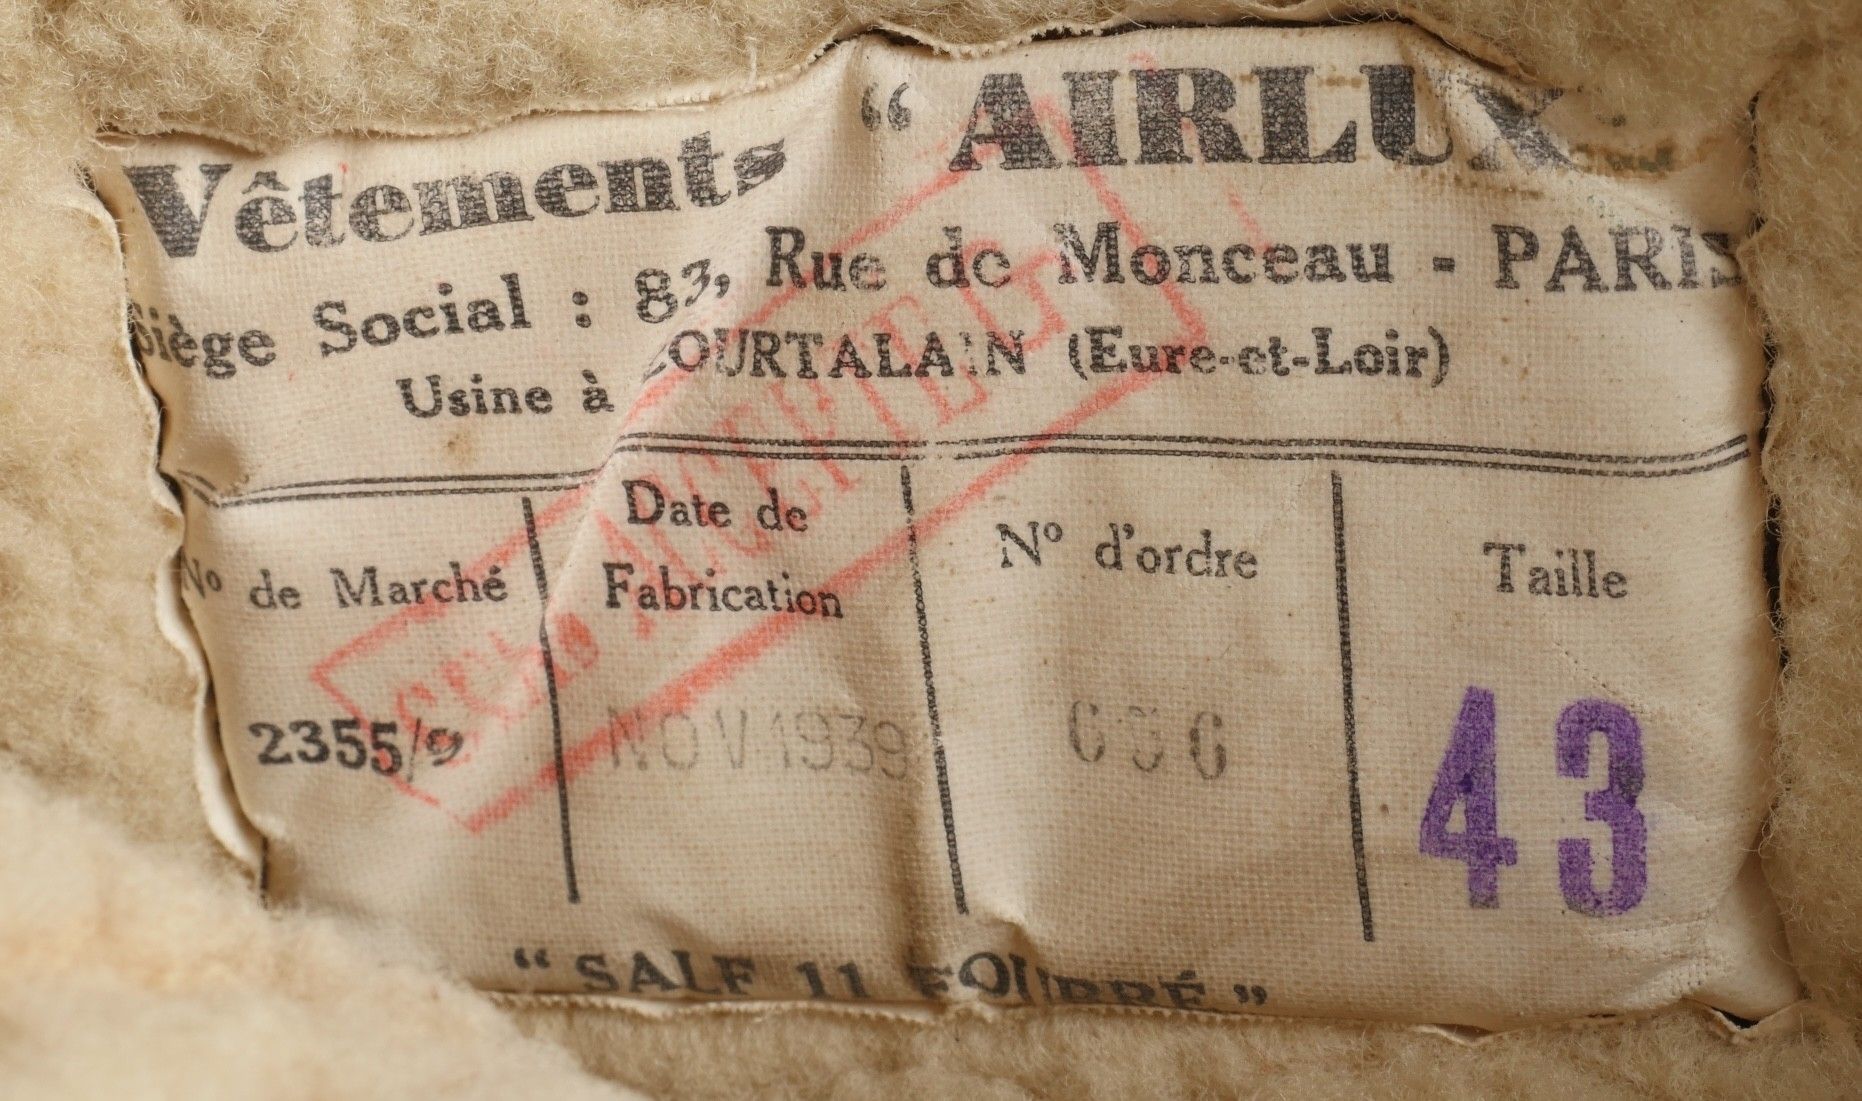 Vêtements "AIRLUX
Siège Social : 83, Rue de Monceau - PARIS
Usine à COURTALAIN (Eure-et-Loir)
N° de Marché
Date de
Fabrication
N° d'ordre
Taille
2355/9
NOV 1939
43
ACCEPTÉ
"SALF 11 FOURRÉ"